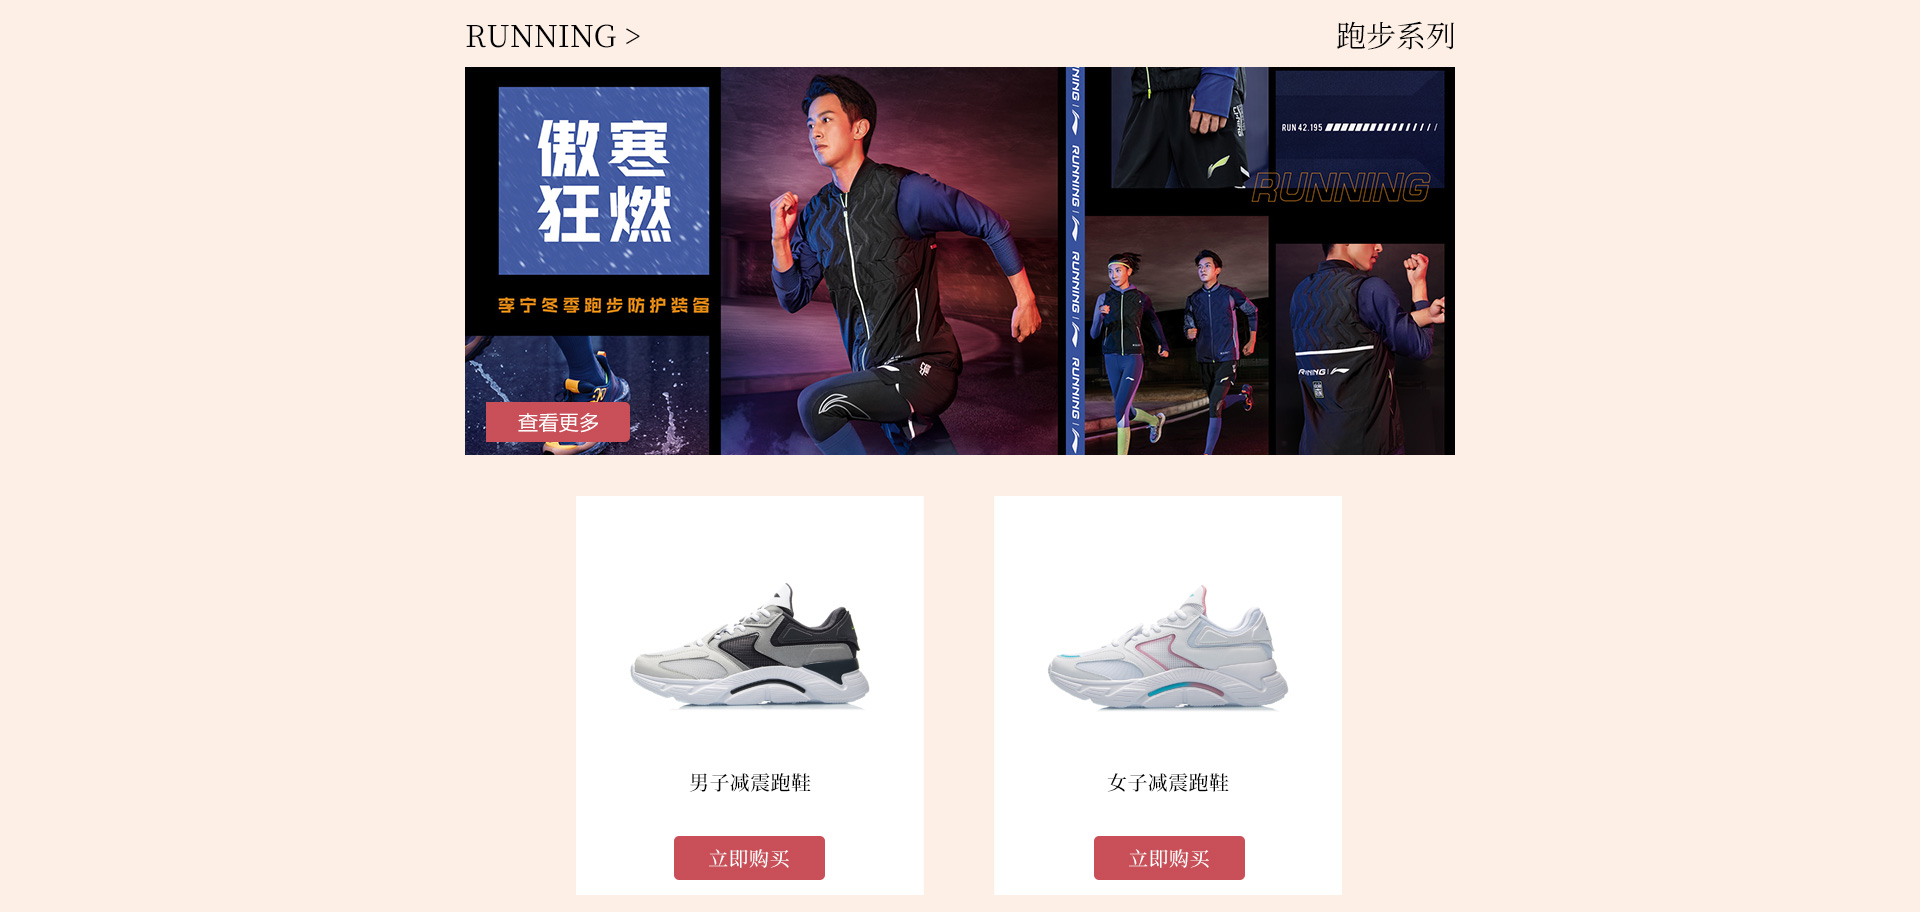 RUNNING >
跑步系列
傲寒
狂燃
李宁冬季跑步防护装备
查看更多
RUNNING
RUNNING
RUNNING
RUN 42.195
RUNNING
男子减震跑鞋
女子减震跑鞋
立即购买
立即购买